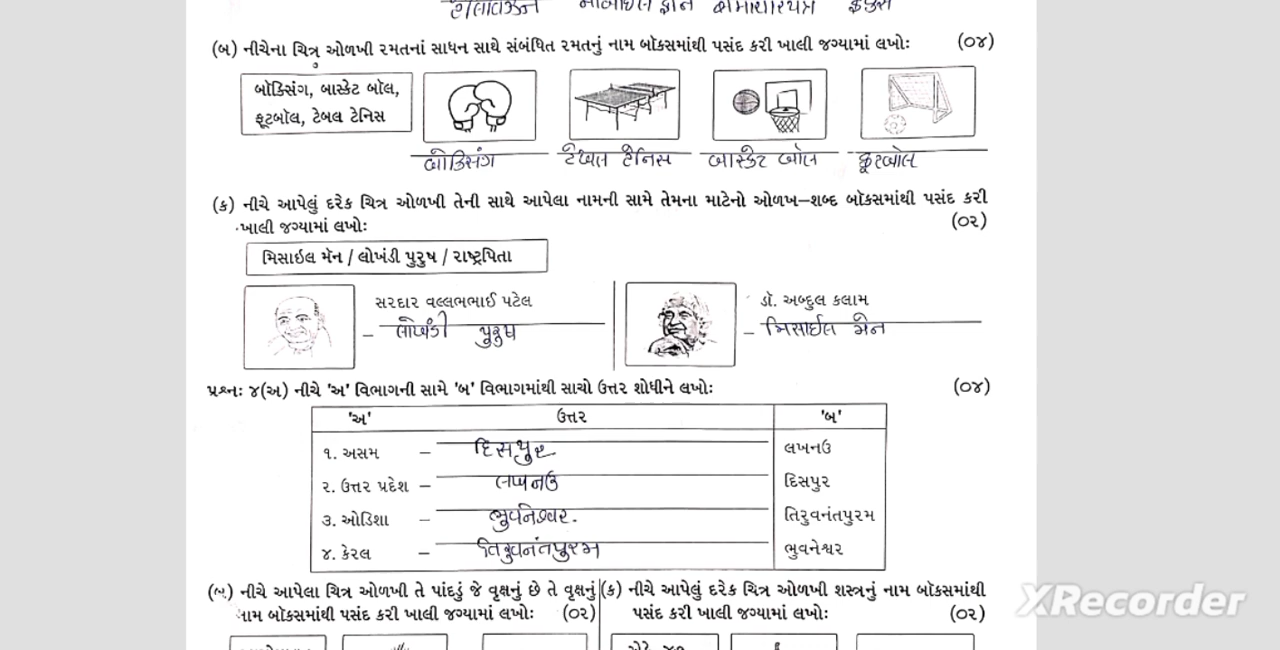 મોબાઈલ ફોન સમાચારપત્ર
(બ) નીચેના ચિત્ર ઓળખી રમતનાં સાધન સાથે સંબંધિત રમતનું નામ બૉક્સમાંથી પસંદ કરી ખાલી જગ્યામાં લખો: (૦૪)
બૉક્સિંગ, બાસ્કેટ બૉલ,
ફૂટબૉલ, ટેબલ ટેનિસ
બોક્સિંગ ટેબલ ટેનિસ બાસ્કેટ બોલ ફૂટબોલ
(ક) નીચે આપેલું દરેક ચિત્ર ઓળખી તેની સાથે આપેલા નામની સામે તેમના માટેનો ઓળખ–શબ્દ બૉક્સમાંથી પસંદ કરી
ખાલી જગ્યામાં લખો: (૦૨)
મિસાઇલ મૅન / લોખંડી પુરુષ / રાષ્ટ્રપિતા
સરદાર વલ્લભભાઈ પટેલ
– લોખંડી પુરુષ
ડૉ. અબ્દુલ કલામ
– મિસાઈલ મેન
પ્રશ્ન: ૪(અ) નીચે 'અ' વિભાગની સામે 'બ' વિભાગમાંથી સાચો ઉત્તર શોધીને લખો: (૦૪)
'અ' ઉત્તર 'બ'
૧. અસમ – દિસપુર લખનઉ
૨. ઉત્તર પ્રદેશ – લખનઉ દિસપુર
૩. ઓડિશા – ભુવનેશ્વર. તિરુવનંતપુરમ
૪. કેરલ – તિરુવનંતપુરમ ભુવનેશ્વર
(બ) નીચે આપેલા ચિત્ર ઓળખી તે પાંદડું જે વૃક્ષનું છે તે વૃક્ષનું
નામ બૉક્સમાંથી પસંદ કરી ખાલી જગ્યામાં લખો: (૦૨)
(ક) નીચે આપેલું દરેક ચિત્ર ઓળખી શસ્ત્રનું નામ બૉક્સમાંથી
પસંદ કરી ખાલી જગ્યામાં લખો: (૦૨)
XRecorder